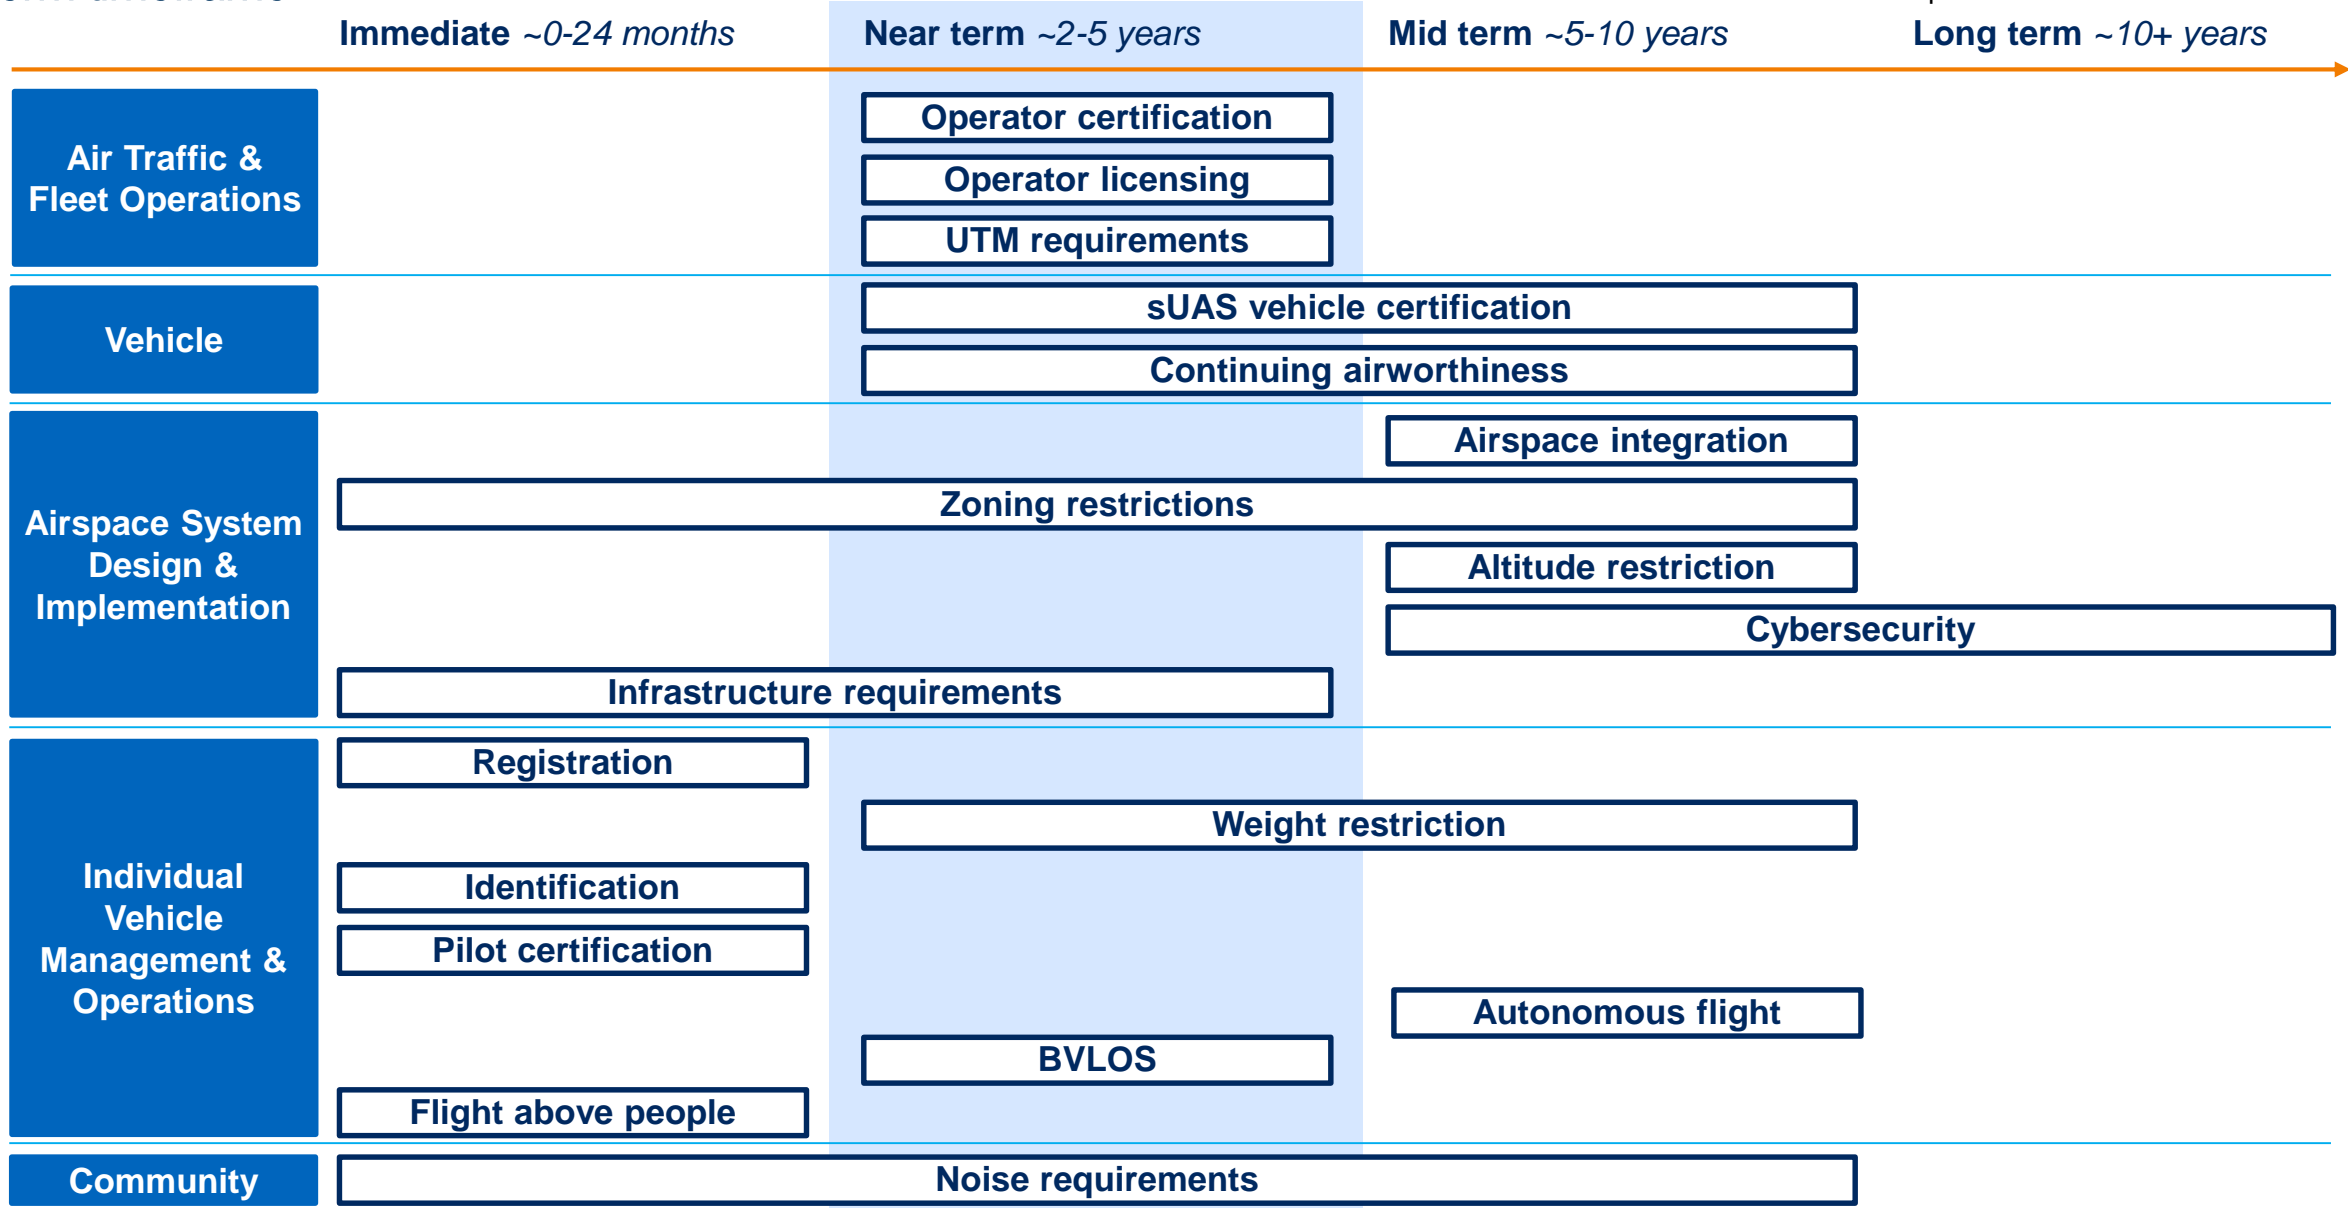 Immediate ~0-24 months
Near term ~2-5 years
Mid term ~5-10 years
Long term ~10+ years
Air Traffic &
Fleet Operations
Operator certification
Operator licensing
UTM requirements
Vehicle
sUAS vehicle certification
Continuing airworthiness
Airspace System
Design &
Implementation
Airspace integration
Zoning restrictions
Altitude restriction
Cybersecurity
Infrastructure requirements
Individual
Vehicle
Management &
Operations
Registration
Weight restriction
Identification
Pilot certification
Autonomous flight
BVLOS
Flight above people
Community
Noise requirements